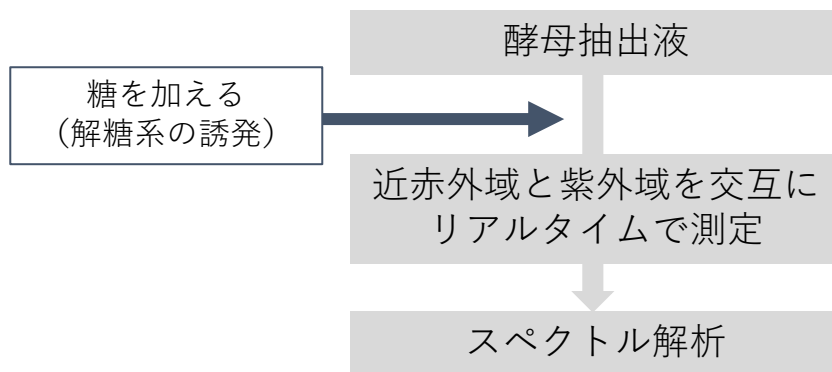 酵母抽出液
糖を加える
（解糖系の誘発）
近赤外域と紫外域を交互に
リアルタイムで測定
スペクトル解析